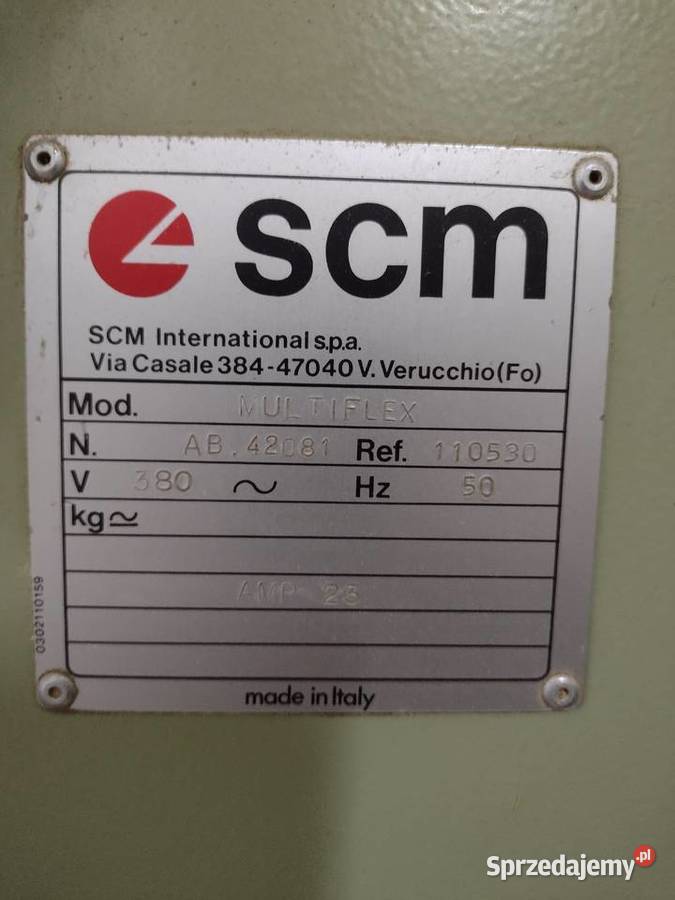 scm
SCM International s.p.a.
Via Casale 384-47040 V. Verucchio (Fo)
Mod. MULTIFLEX
N. AB.42081 Ref. 110530
V 380 ~ Hz 50
kg≃
AMP 23
0302110159
made in Italy
Sprzedajemy.pl